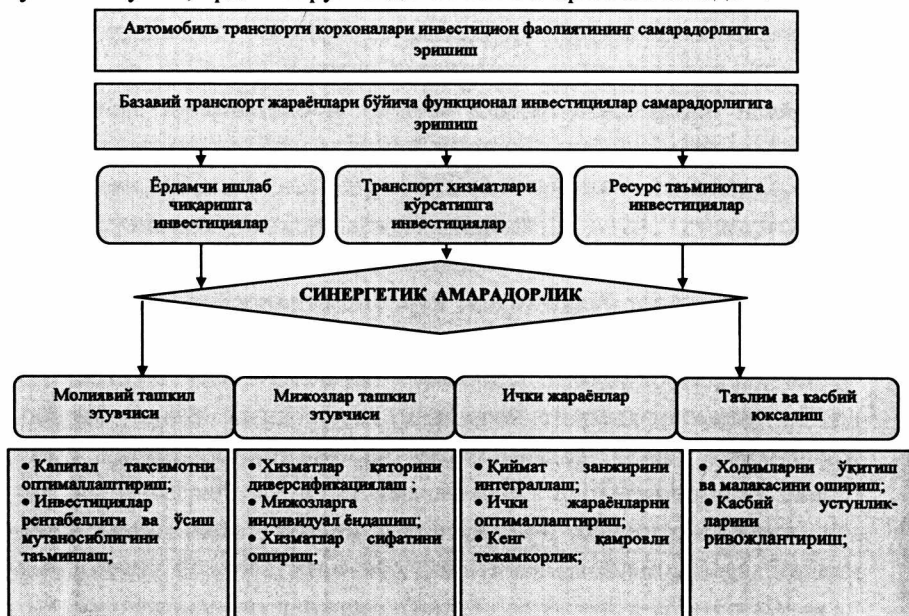 Автомобиль транспорти корхоналари инвестицион фаолиятининг самарадорлигига
эришиш
Базавий транспорт жараёнлари бўйича функционал инвестициялар самарадорлигига
эришиш
Ёрдамчи ишлаб
чиқаришга
инвестициялар
Транспорт хизматлари
кўрсатишга
инвестициялар
Ресурс таъминотига
инвестициялар
СИНЕРГЕТИК АМАРАДОРЛИК
Молиявий ташкил
этувчиси
Мижозлар ташкил
этувчиси
Ички жараёнлар
Таълим ва касбий
юксалиш
• Капитал тақсимотни
оптималлаштириш;
• Инвестициялар
рентабеллиги ва ўсиш
мутаносиблигини
таъминлаш;
• Хизматлар қаторини
диверсификациялаш ;
• Мижозларга
индивидуал ёндашиш;
• Хизматлар сифатини
ошириш;
• Қиймат занжирини
интеграллаш;
• Ички жараёнларни
оптималлаштириш;
• Кенг қамровли
тежамкорлик;
• Ходимларни ўқитиш
ва малакасини ошириш;
• Касбий устунлик-
ларини
ривожлантириш;